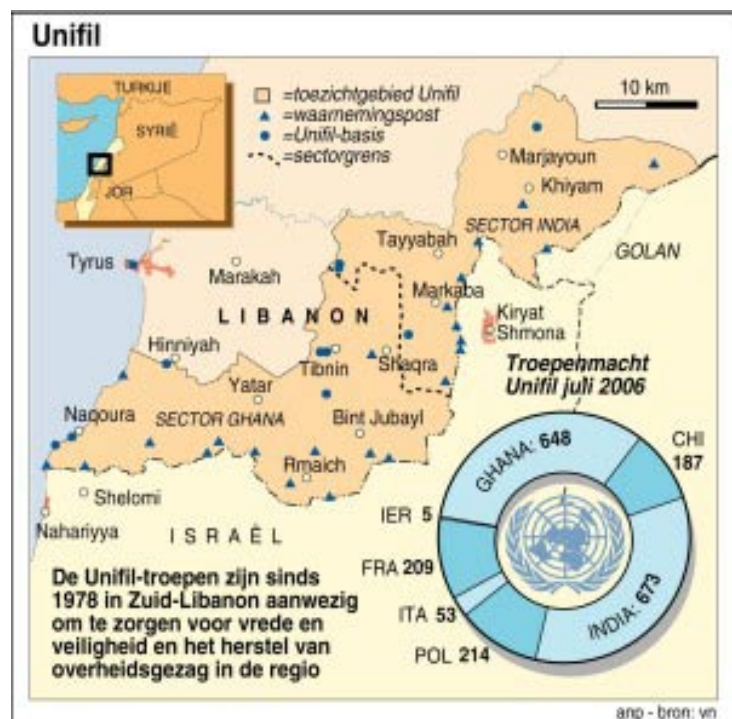 Unifil
TURKIJE
SYRIË
JOR
=toezichtgebied Unifil
=waarnemingspost
=Unifil-basis
=sectorgrens
10 km
Marjayoun
Khiyam
SECTOR INDIA
GOLAN
Tayyabah
Tyrus
Marakah
Markaba
LIBANON
Kiryat
Shmona
Hinniyah
Tibnin
Shaqra
Yatar
SECTOR GHANA
Bint Jubayl
Naqoura
Rmaich
Shelomi
Nahariyya
ISRAËL
Troepenmacht
Unifil juli 2006
GHANA: 648
CHI
187
IER 5
FRA 209
ITA 53
POL 214
INDIA: 673
De Unifil-troepen zijn sinds
1978 in Zuid-Libanon aanwezig
om te zorgen voor vrede en
veiligheid en het herstel van
overheidsgezag in de regio
anp - bron: vn